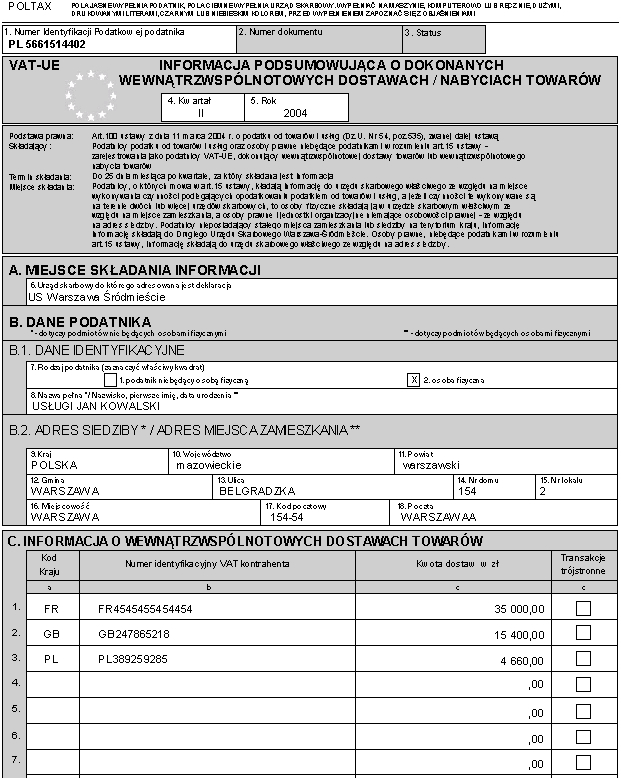 POLTAX
POLA JASNE WYPEŁNIA PODATNIK, POLA CIEMNE WYPEŁNIA URZĄD SKARBOWY. WYPEŁNIAĆ NA MASZYNIE, KOMPUTEROWO LUB RĘCZNIE, DUŻYMI,
DRUKOWANYMI LITERAMI, CZARNYM LUB NIEBIESKIM KOLOREM, PRZED WYPEŁNIENIEM ZAPOZNAĆ SIĘ Z OBJAŚNIENIAMI
1. Numer Identyfikacji Podatkowej podatnika
2. Numer dokumentu
3. Status
PL 5661514402
VAT-UE
INFORMACJA PODSUMOWUJĄCA O DOKONANYCH
WEWNĄTRZWSPÓLNOTOWYCH DOSTAWACH / NABYCIACH TOWARÓW
4. Kwartał
5. Rok
II
2004
Podstawa prawna: Art.100 ustawy z dnia 11 marca 2004 r. o podatku od towarów i usług (Dz.U. Nr 54, poz.535), zwanej dalej ustawą
Składający: Podatnicy podatku od towarów i usług oraz osoby prawne niebędące podatnikami w rozumieniu art.15 ustawy –
zarejestrowani jako podatnicy VAT-UE, dokonujący wewnątrzwspólnotowej dostawy towarów lub wewnątrzwspólnotowego
nabycia towarów
Termin składania: Do 25 dnia miesiąca po kwartale, za który składana jest informacja
Miejsce składania: Podatnicy, o których mowa w art.15 ustawy, składają informację do urzędu skarbowego właściwego ze względu na miejsce
wykonywania czynności podlegających opodatkowaniu podatkiem od towarów i usług, a jeżeli czynności te wykonywane są
na terenie dwóch lub więcej urzędów skarbowych, to osoby fizyczne składają ją w urzędzie skarbowym właściwym ze
względu na miejsce zamieszkania, a osoby prawne i jednostki organizacyjne niemające osobowości prawnej – ze względu
na adres siedziby. Podatnicy nieposiadający stałego miejsca zamieszkania lub siedziby na terytorium kraju, informację
informację składają do Drugiego Urzędu Skarbowego Warszawa-Śródmieście. Osoby prawne, niebędące podatnikami w rozumieniu
art.15 ustawy, informację składają do urzędu skarbowego właściwego ze względu na adres siedziby.
A. MIEJSCE SKŁADANIA INFORMACJI
6. Urząd skarbowy do którego adresowana jest deklaracja
US Warszawa Śródmieście
B. DANE PODATNIKA
* - dotyczy podmiotów nie będących osobami fizycznymi
** - dotyczy podmiotów będących osobami fizycznymi
B.1. DANE IDENTYFIKACYJNE
7. Rodzaj podatnika (zaznaczyć właściwy kwadrat)
1. podatnik niebędący osobą fizyczną
X 2. osoba fizyczna
8. Nazwa pełna */ Nazwisko, pierwsze imię, data urodzenia **
USŁUGI JAN KOWALSKI
B.2. ADRES SIEDZIBY * / ADRES MIEJSCA ZAMIESZKANIA **
9. Kraj
10. Województwo
11. Powiat
POLSKA
mazowieckie
warszawski
12. Gmina
13. Ulica
14. Nr domu
15. Nr lokalu
WARSZAWA
BELGRADZKA
154
2
16. Miejscowość
17. Kod pocztowy
18. Poczta
WARSZAWA
154-54
WARSZAWAA
C. INFORMACJA O WEWNĄTRZWSPÓLNOTOWYCH DOSTAWACH TOWARÓW
Kod
Kraju
Numer identyfikacyjny VAT kontrahenta
Kwota dostaw w zł
Transakcje
trójstronne
a
b
c
c
1. FR FR4545455454454 35 000,00
2. GB GB247865218 15 400,00
3. PL PL389259285 4 660,00
4. ,00
5. ,00
6. ,00
7. ,00